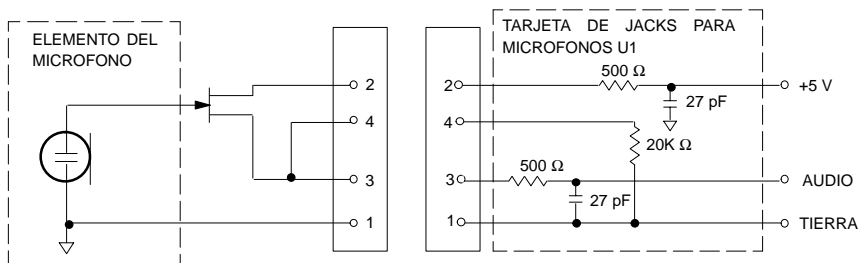 ELEMENTO DEL
MICROFONO
2
4
3
1
2
4
3
1
TARJETA DE JACKS PARA
MICROFONOS U1
500 Ω
27 pF
20K Ω
500 Ω
27 pF
+5 V
AUDIO
TIERRA